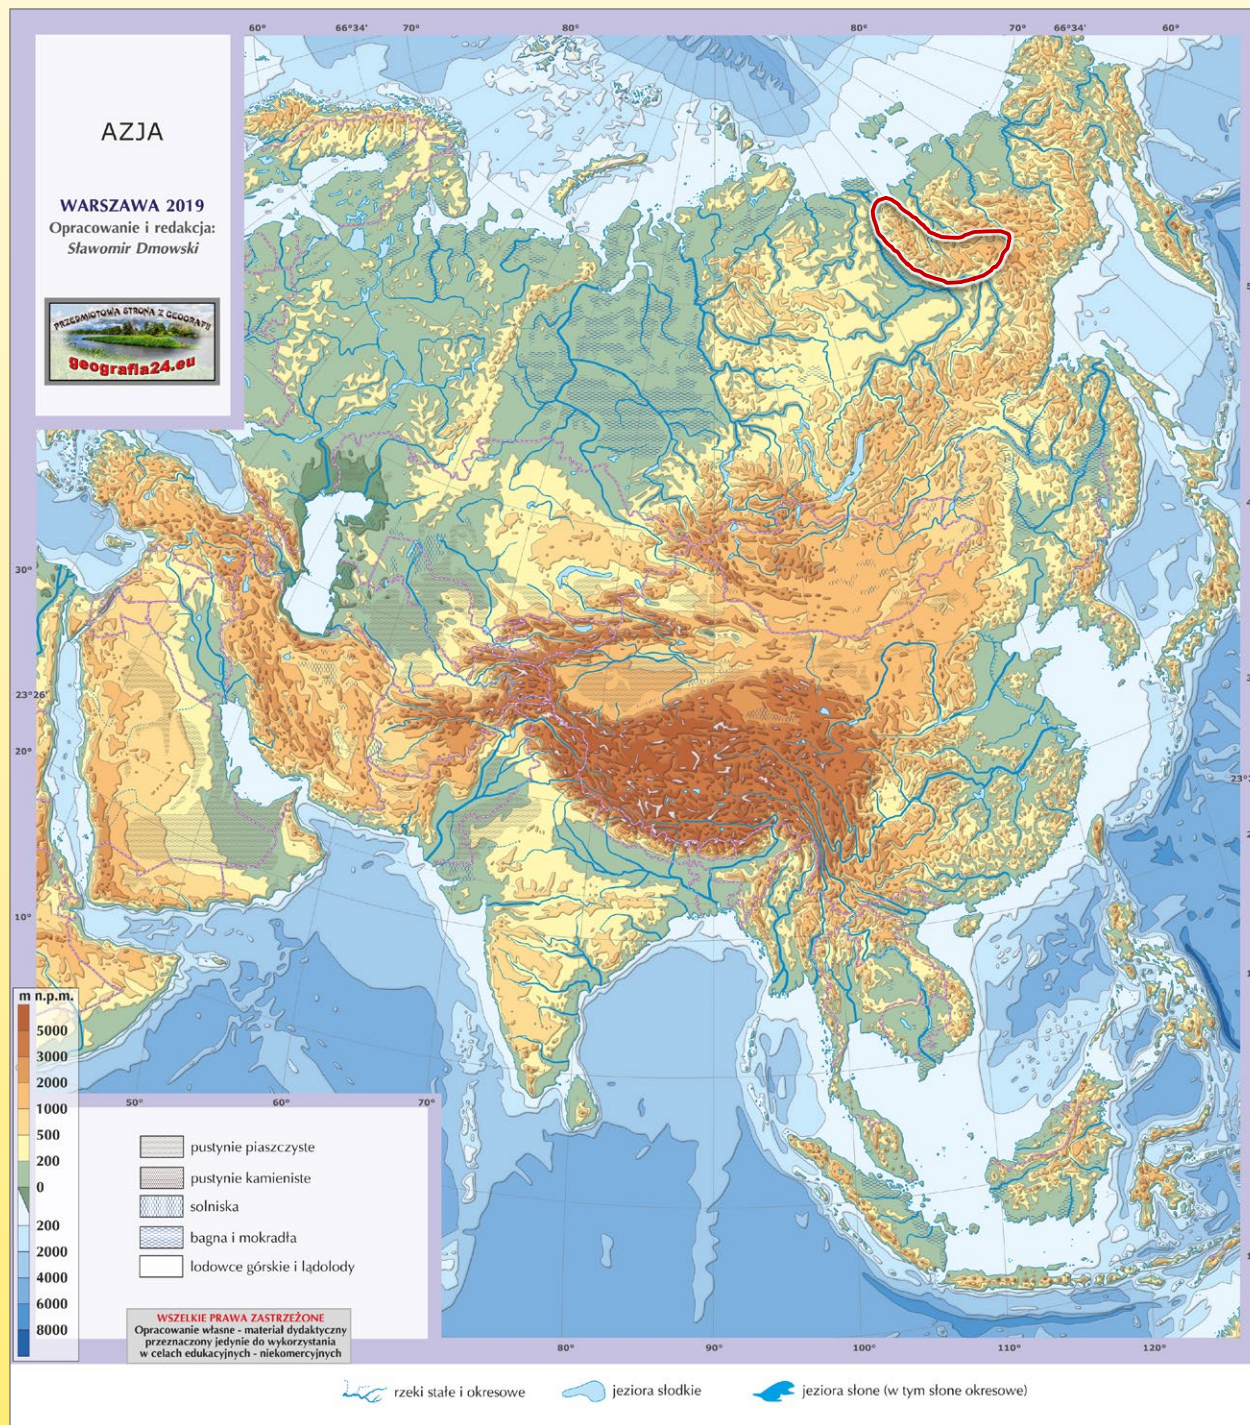 60°
66°34'
70°
80°
80°
70°
66°34'
60°
AZJA
WARSZAWA 2019
Opracowanie i redakcja:
Sławomir Dmowski
PRZEDMIOTOWA STRONA Z GEOGRAFII
geografia24.eu
30°
23°26'
20°
10°
m n.p.m.
5000
3000
2000
1000
500
200
0
200
2000
4000
6000
8000
50°
60°
70°
pustynie piaszczyste
pustynie kamieniste
solniska
bagna i mokradła
lodowce górskie i lądolody
WSZELKIE PRAWA ZASTRZEŻONE
Opracowanie własne - materiał dydaktyczny
przeznaczony jedynie do wykorzystania
w celach edukacyjnych - niekomercyjnych
80°
90°
100°
110°
120°
rzeki stałe i okresowe
jeziora słodkie
jeziora słone (w tym słone okresowe)